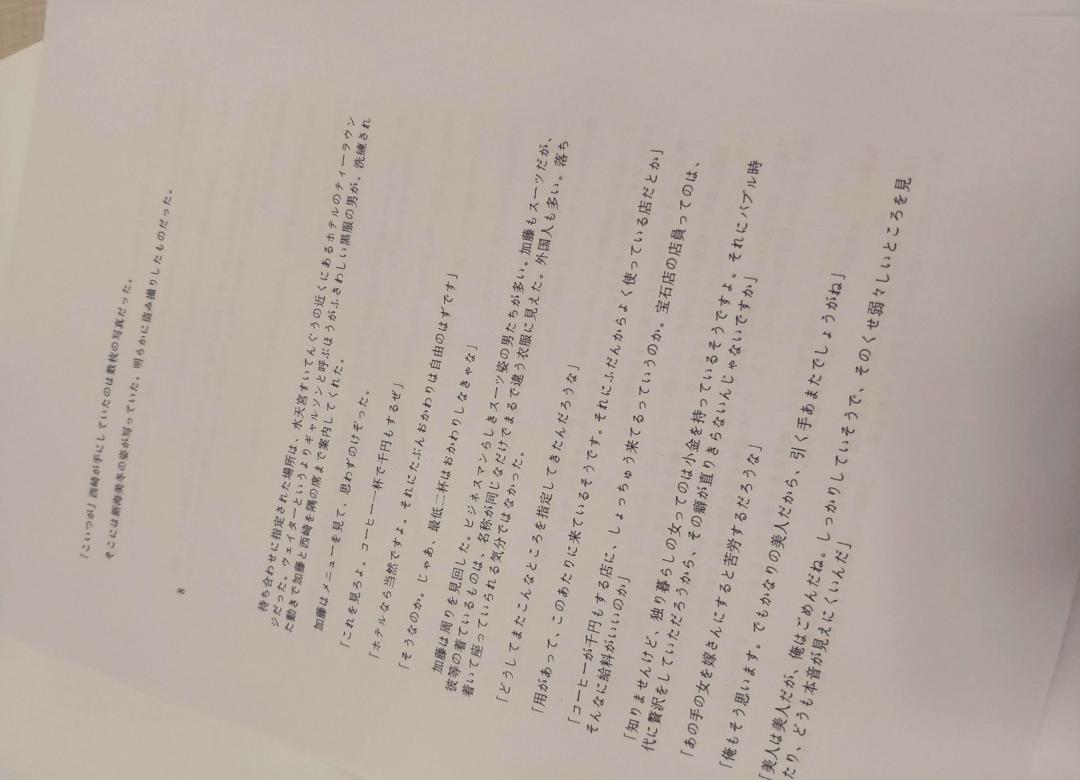 「こいつが」西崎が手にしていたのは数枚の写真だった。
そこには新海美冬の姿が写っていた。明らかに盗み撮りしたものだった。
8
待ち合わせに指定された場所は、水天宮すいてんぐうの近くにあるホテルのティーラウン
ジだった。ウェイターというよりギャルソンと呼ぶほうがふさわしい黒服の男が、洗練され
た動きで加藤と西崎を隅の席まで案内してくれた。
加藤はメニューを見て、思わずのけぞった。
「これを見ろよ。コーヒー一杯で千円もするぜ」
「ホテルなら当然ですよ。それにたぶんおかわりは自由のはずです」
「そうなのか。じゃあ、最低二杯はおかわりしなきゃな」
加藤は周りを見回した。ビジネスマンらしきスーツ姿の男たちが多い。加藤もスーツだが、
彼等の着ているものは、名称が同じなだけでまるで違う衣服に見えた。外国人も多い。落ち
着いて座っていられる気分ではなかった。
「どうしてまたこんなところを指定してきたんだろうな」
「用があって、このあたりに来ているそうです。それにふだんからよく使っている店だとか」
「コーヒーが千円もする店に、しょっちゅう来てるっていうのか。宝石店の店員ってのは、
そんなに給料がいいのか」
「知りませんけど、独り暮らしの女ってのは小金を持っているそうですよ。それにバブル時
代に贅沢をしていただろうから、その癖が直りきらないんじゃないですか」
「あの手の女を嫁さんにすると苦労するだろうな」
「俺もそう思います。でもかなりの美人だから、引く手あまたでしょうがね」
「美人は美人だが、俺はごめんだね。しっかりしていそうで、そのくせ弱々しいところを見
たり、どうも本音が見えにくいんだ」